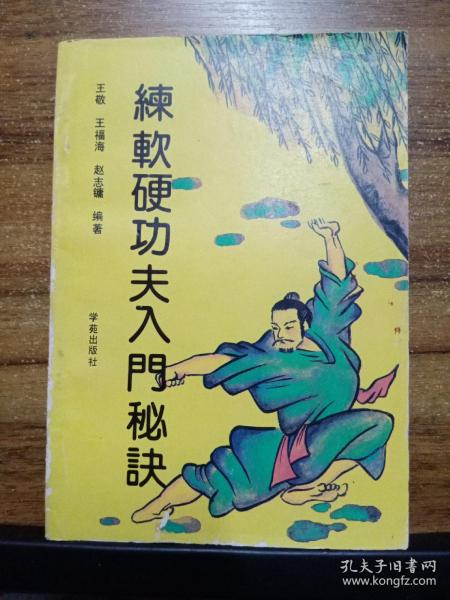 練軟硬功夫入門秘訣
王敬 王福海 赵志镛 编著
学苑出版社
孔夫子旧书网
www.kongfz.com